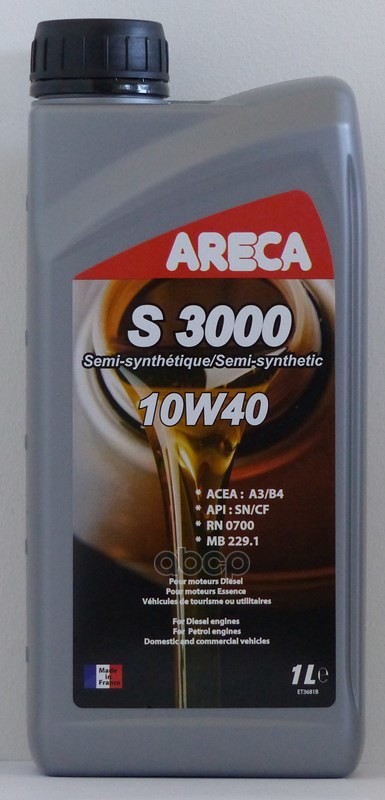 ARECA
S 3000
Semi-synthétique/Semi-synthetic
10W40
* ACEA : A3/B4
* API : SN/CF
* RN 0700
* MB 229.1
abcp
Pour moteurs Diesel
Pour moteurs Essence
Véhicules de tourisme ou utilitaires
For Diesel engines
For Petrol engines
Domestic and commercial vehicles
Made
in
France
1L℮
ET3681B